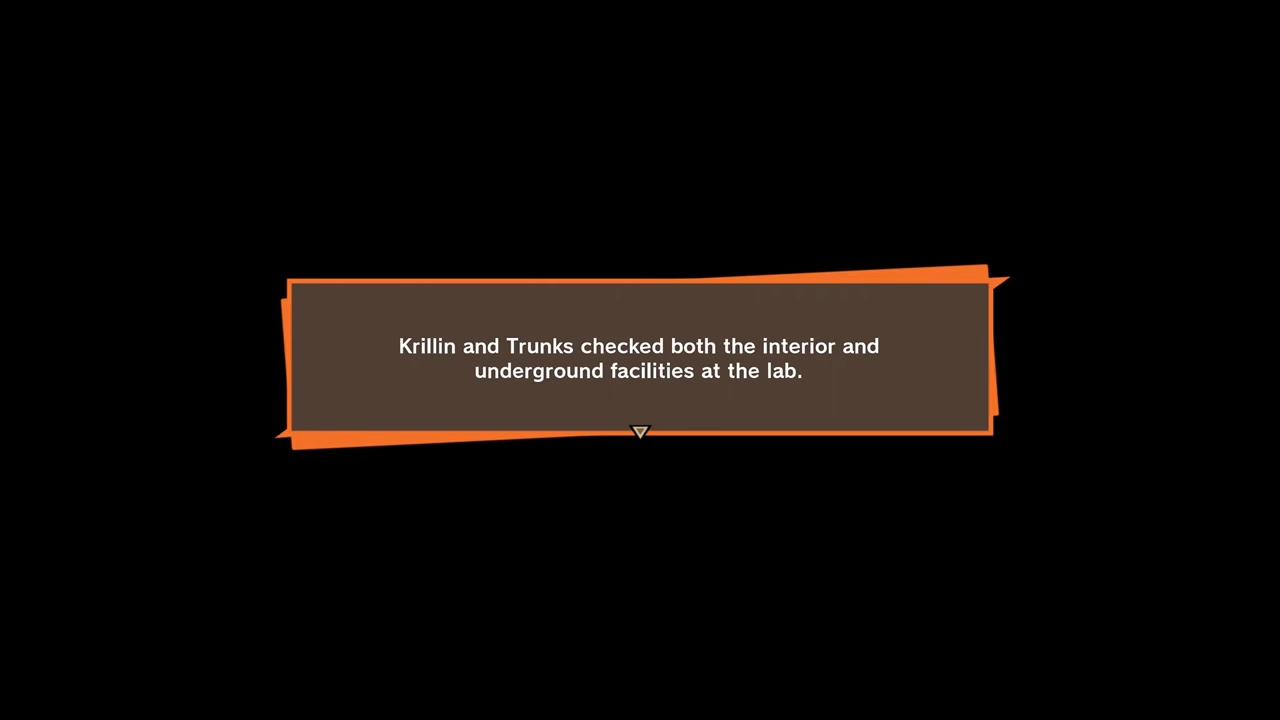 Krillin and Trunks checked both the interior and
underground facilities at the lab.